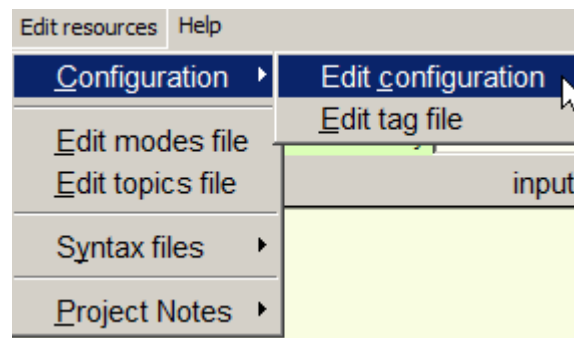 Edit resources Help
Configuration
Edit configuration
Edit tag file
Edit modes file
Edit topics file
input
Syntax files
Project Notes